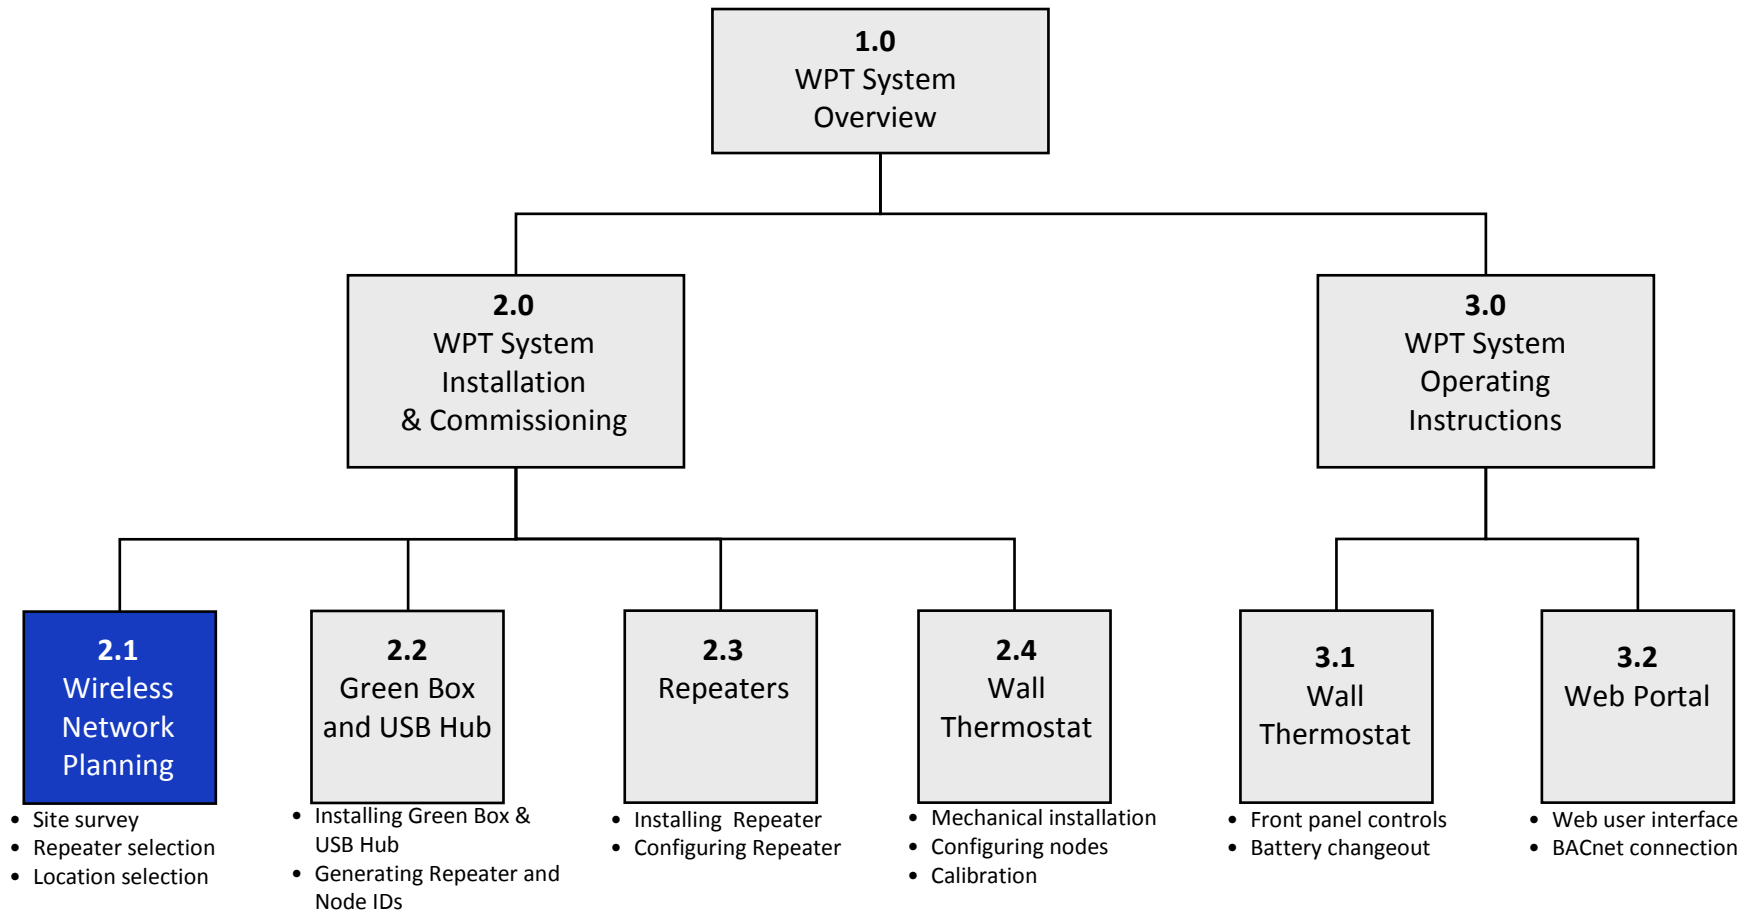 1.0
WPT System
Overview
2.0
WPT System
Installation
& Commissioning
3.0
WPT System
Operating
Instructions
2.1
Wireless
Network
Planning
• Site survey
• Repeater selection
• Location selection
2.2
Green Box
and USB Hub
• Installing Green Box &
USB Hub
• Generating Repeater and
Node IDs
2.3
Repeaters
• Installing Repeater
• Configuring Repeater
2.4
Wall
Thermostat
• Mechanical installation
• Configuring nodes
• Calibration
3.1
Wall
Thermostat
• Front panel controls
• Battery changeout
3.2
Web Portal
• Web user interface
• BACnet connection